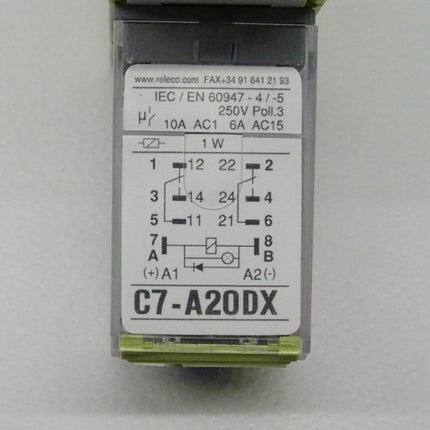 www.releco.com FAX+34 91 641 21 93
IEC / EN 60947 - 4 / -5
μ 250V Poll.3
10A AC1 6A AC15
1 W
1 12 22 2
3 14 24 4
5 11 21 6
7 8
A B
(+) A1 A2 (-)
C7-A20DX